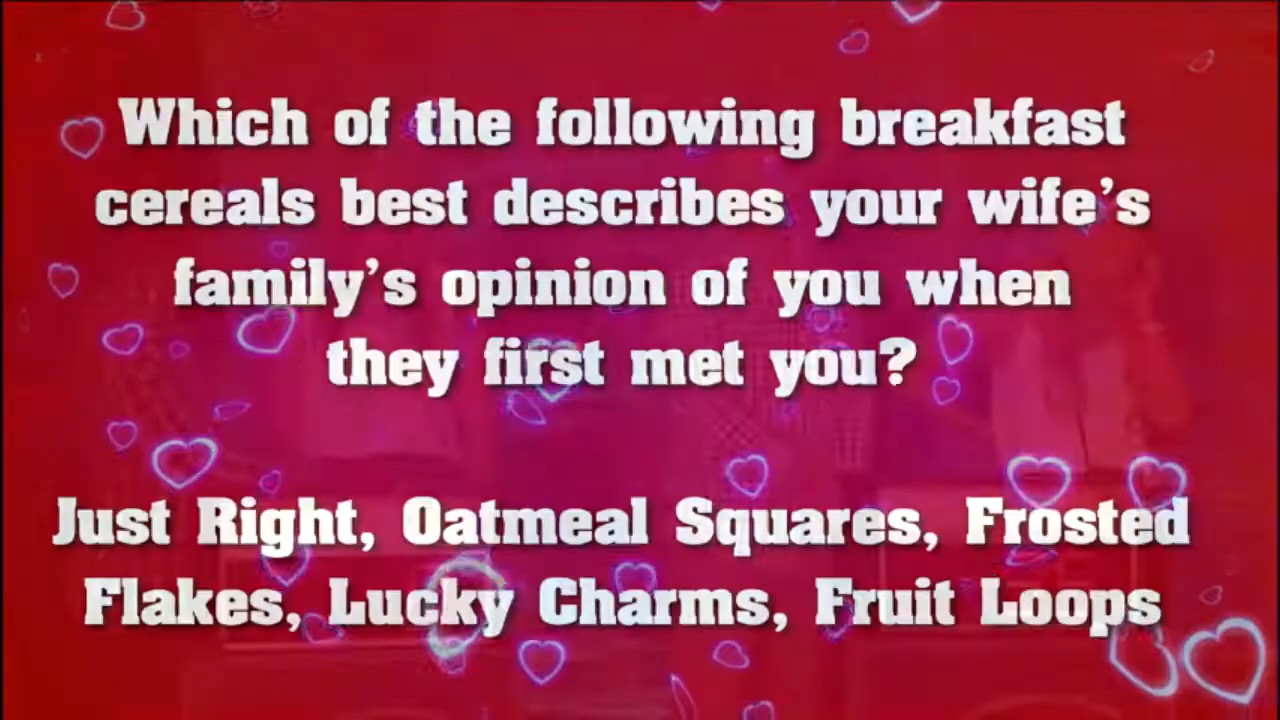 Which of the following breakfast
cereals best describes your wife's
family's opinion of you when
they first met you?
Just Right, Oatmeal Squares, Frosted
Flakes, Lucky Charms, Fruit Loops